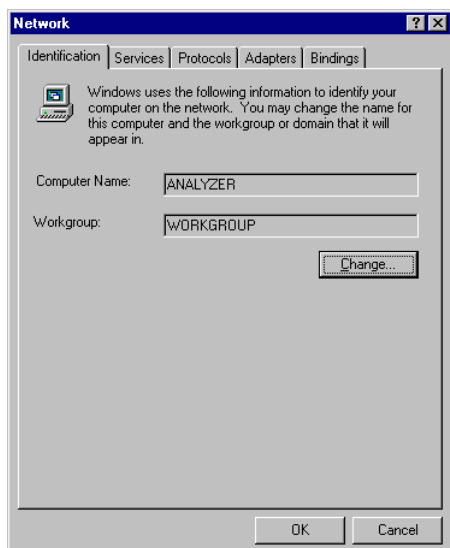 Network
Identification Services Protocols Adapters Bindings
Windows uses the following information to identify your
computer on the network. You may change the name for
this computer and the workgroup or domain that it will
appear in.
Computer Name: ANALYZER
Workgroup: WORKGROUP
Change...
OK Cancel